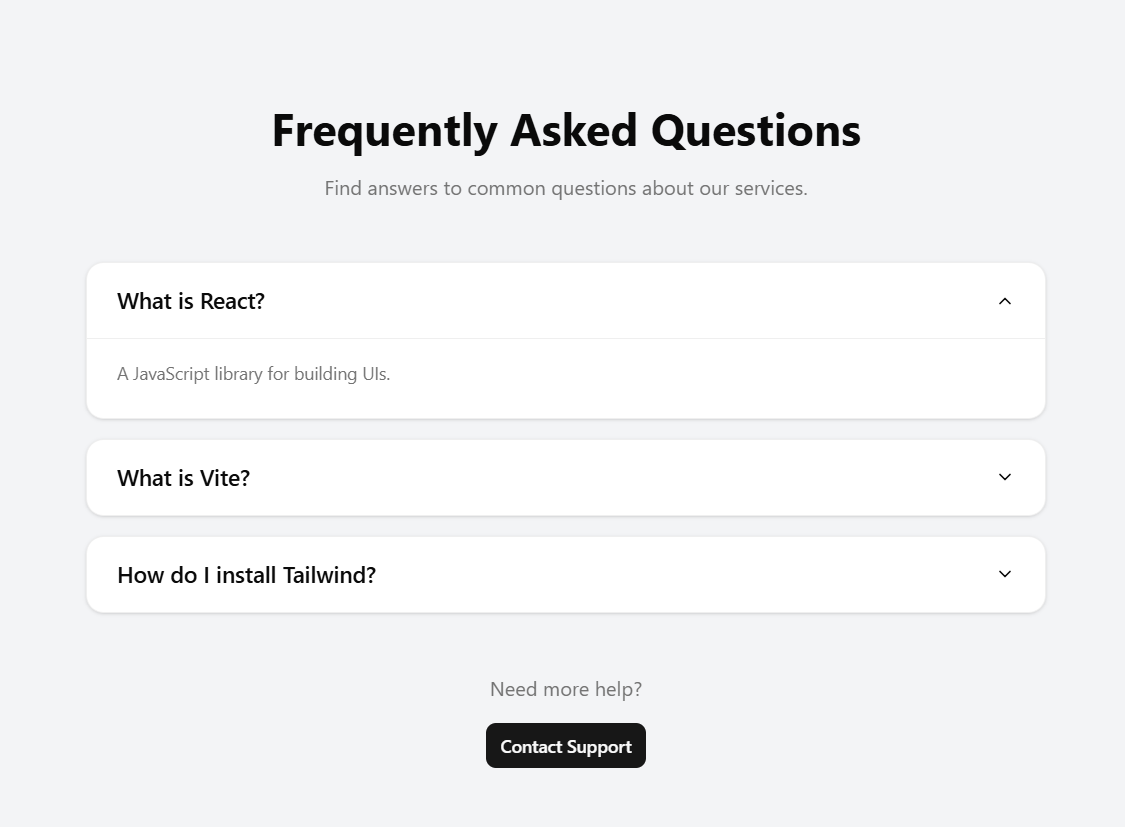 Frequently Asked Questions
Find answers to common questions about our services.
What is React?
A JavaScript library for building UIs.
What is Vite?
How do I install Tailwind?
Need more help?
Contact Support